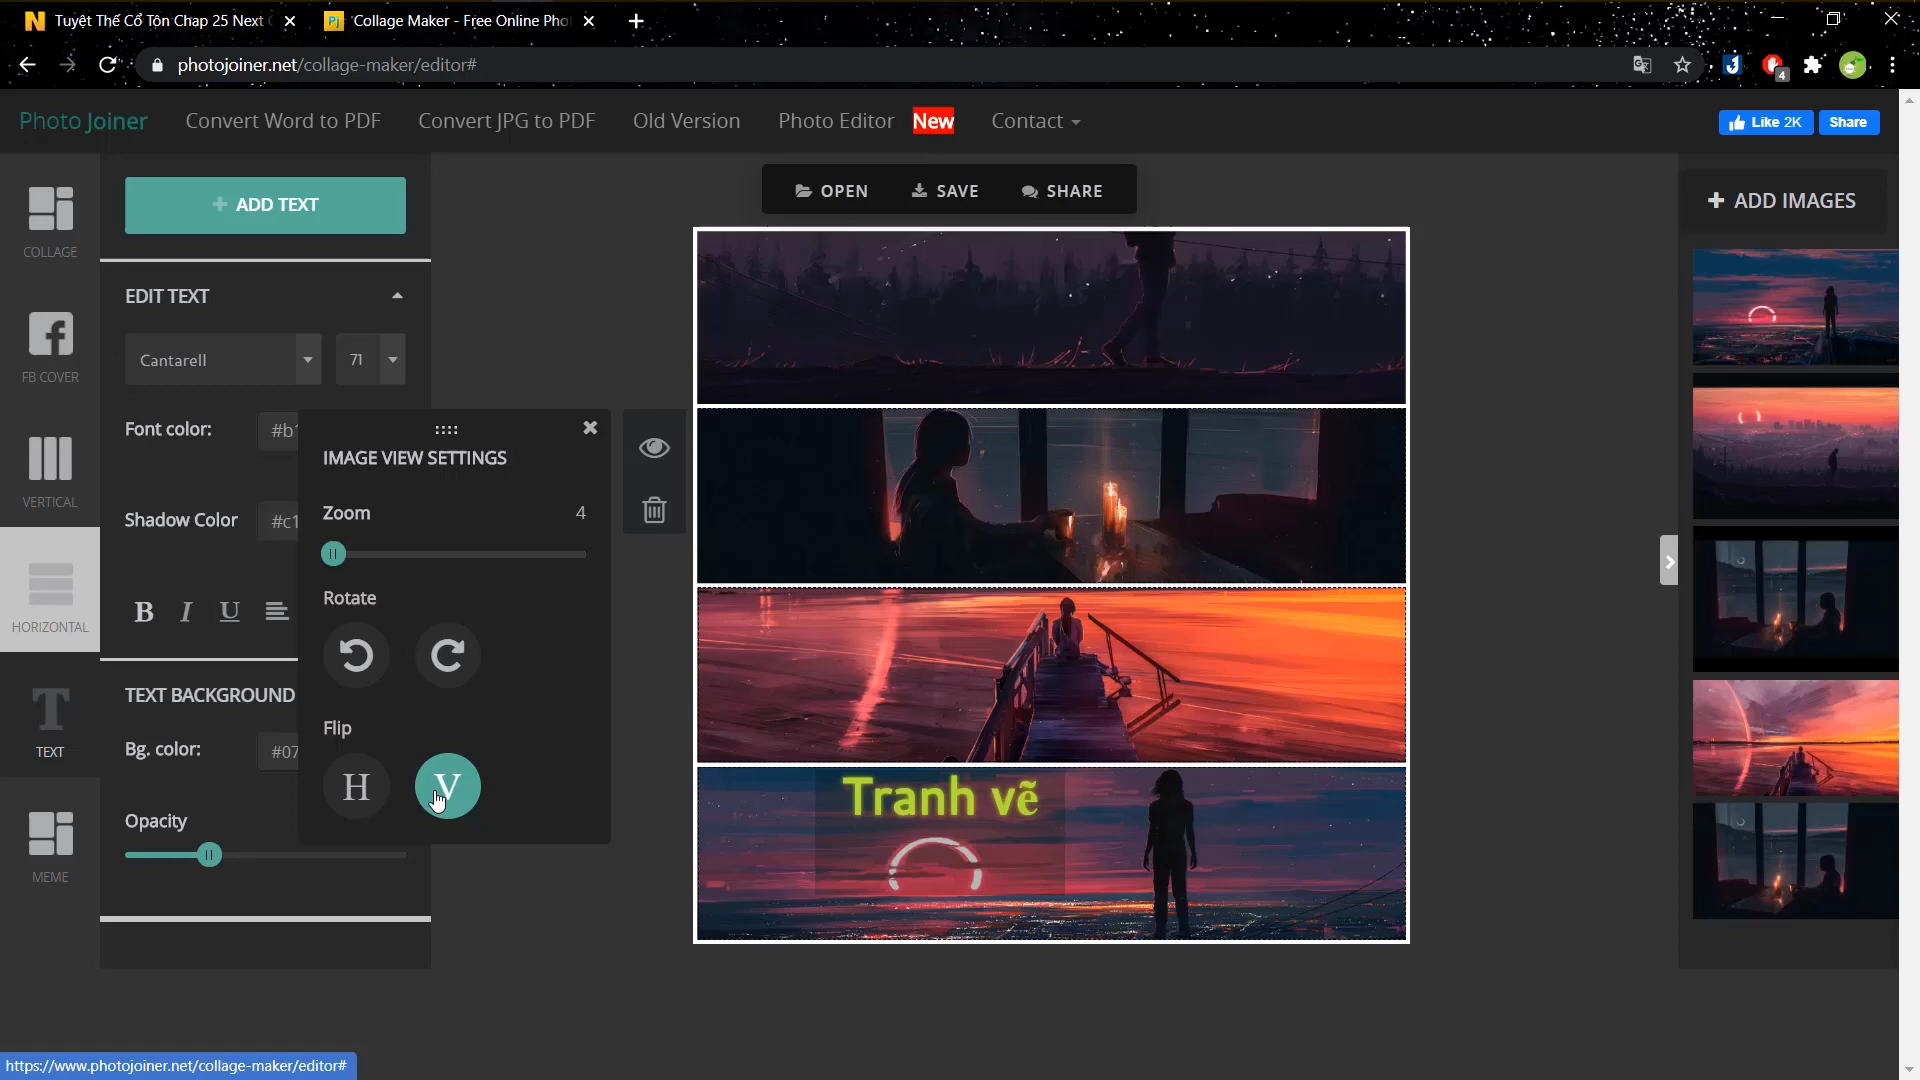 Tuyệt Thế Cổ Tôn Chap 25 Next
Collage Maker - Free Online Pho
photojoiner.net/collage-maker/editor#
4
Photo Joiner
Convert Word to PDF
Convert JPG to PDF
Old Version
Photo Editor New
Contact
Like 2K
Share
OPEN
SAVE
SHARE
ADD IMAGES
COLLAGE
FB COVER
VERTICAL
HORIZONTAL
T
TEXT
MEME
ADD TEXT
EDIT TEXT
Cantarell
71
Font color:
#b
Shadow Color
#c1
B I U
TEXT BACKGROUND
Bg. color:
#07
Opacity
IMAGE VIEW SETTINGS
Zoom
4
Rotate
Flip
H V
Tranh vẽ
https://www.photojoiner.net/collage-maker/editor#